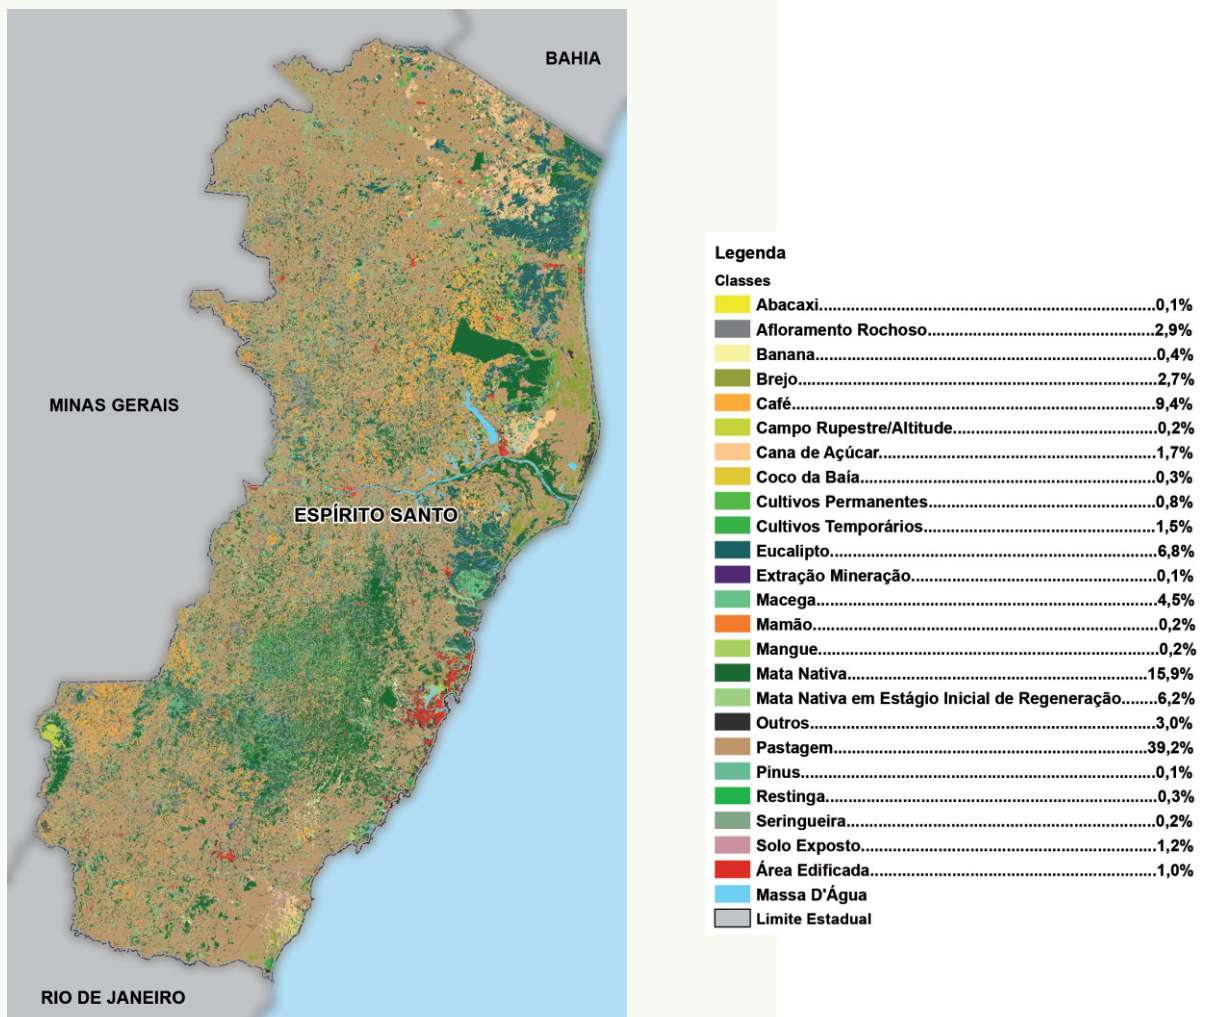 BAHIA
MINAS GERAIS
ESPÍRITO SANTO
RIO DE JANEIRO
Legenda
Classes
Abacaxi..........................................................................0,1%
Afloramento Rochoso..................................................2,9%
Banana...........................................................................0,4%
Brejo...............................................................................2,7%
Café................................................................................9,4%
Campo Rupestre/Altitude.............................................0,2%
Cana de Açúcar.............................................................1,7%
Coco da Baía.................................................................0,3%
Cultivos Permanentes..................................................0,8%
Cultivos Temporários...................................................1,5%
Eucalipto........................................................................6,8%
Extração Mineração......................................................0,1%
Macega...........................................................................4,5%
Mamão............................................................................0,2%
Mangue...........................................................................0,2%
Mata Nativa..................................................................15,9%
Mata Nativa em Estágio Inicial de Regeneração.......6,2%
Outros............................................................................3,0%
Pastagem.....................................................................39,2%
Pinus..............................................................................0,1%
Restinga.........................................................................0,3%
Seringueira....................................................................0,2%
Solo Exposto.................................................................1,2%
Área Edificada...............................................................1,0%
Massa D'Água
Limite Estadual